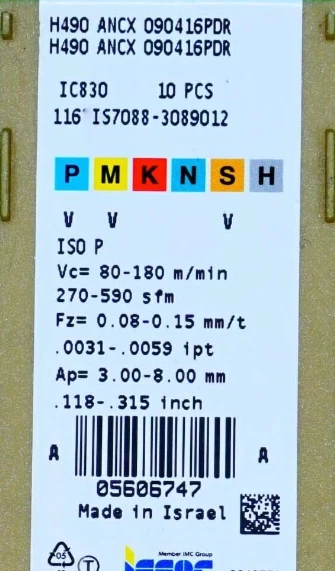 H490 ANCX 090416PDR
H490 ANCX 090416PDR
IC830 10 PCS
116 IS7088-3089012
P M K N S H
V V V
ISO P
Vc= 80-180 m/min
270-590 sfm
Fz= 0.08-0.15 mm/t
.0031-.0059 ipt
Ap= 3.00-8.00 mm
.118-.315 inch
A A
05606747
Made in Israel
Member IMC Group
05 T